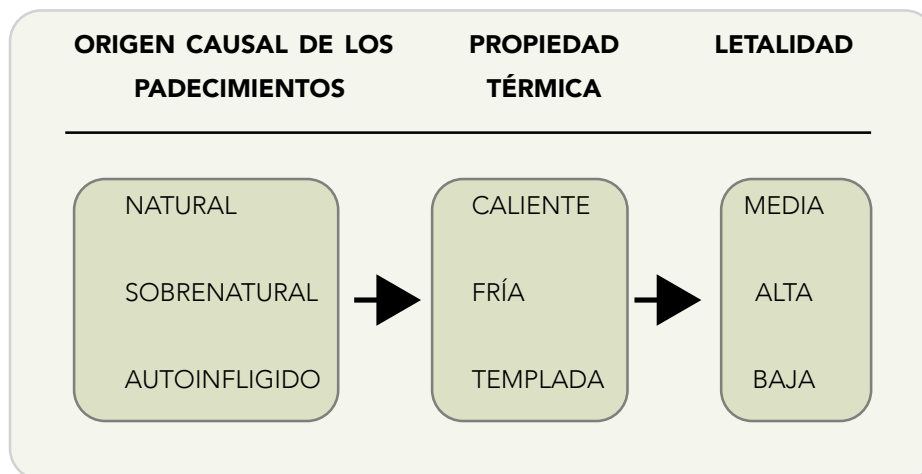 ORIGEN CAUSAL DE LOS PADECIMIENTOS
PROPIEDAD TÉRMICA
LETALIDAD
NATURAL
SOBRENATURAL
AUTOINFLIGIDO
CALIENTE
FRÍA
TEMPLADA
MEDIA
ALTA
BAJA